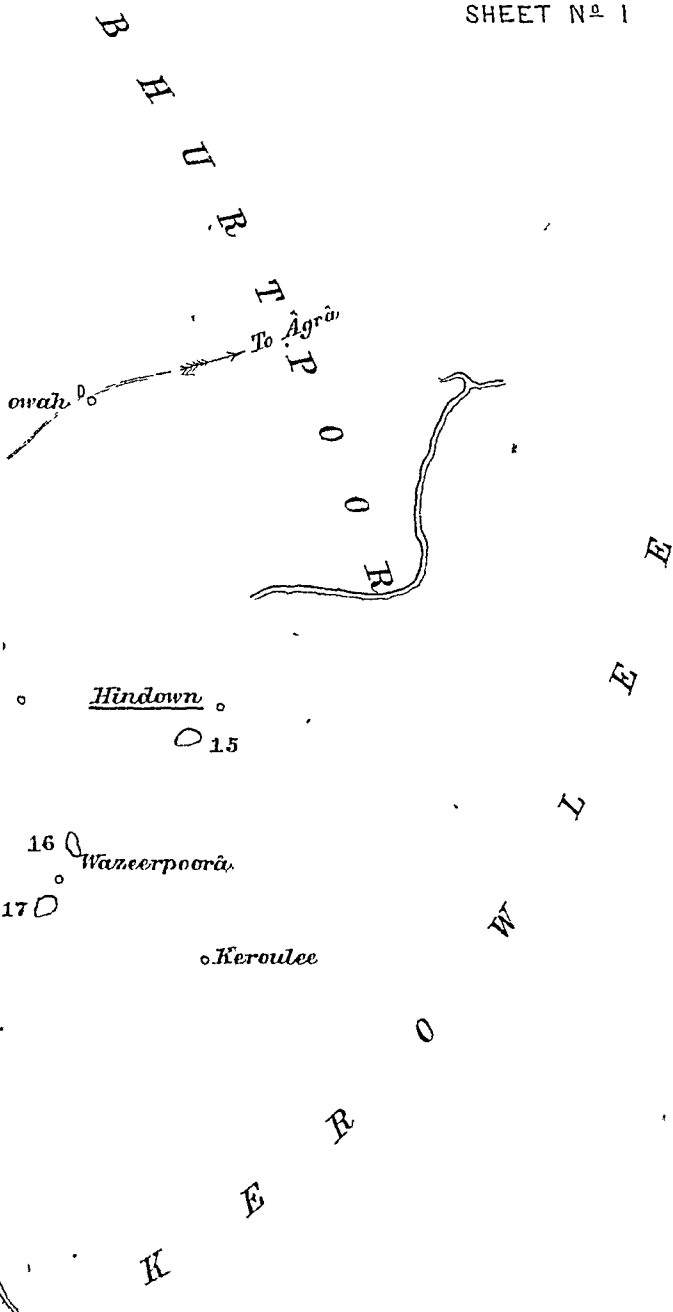 SHEET Nº 1
BHURTPOOR
To Âgrâ
owah
Hindown
15
16
Wazeerpoorâ
17
Keroulee
KEROWLEE